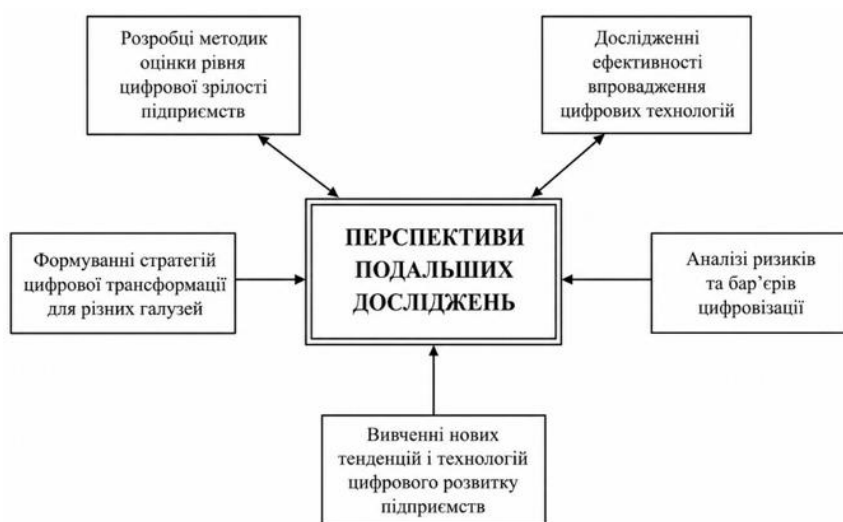 Розробці методик
оцінки рівня
цифрової зрілості
підприємств
Дослідженні
ефективності
впровадження
цифрових технологій
ПЕРСПЕКТИВИ
ПОДАЛЬШИХ
ДОСЛІДЖЕНЬ
Формуванні стратегій
цифрової трансформації
для різних галузей
Аналізі ризиків
та бар’єрів
цифровізації
Вивченні нових
тенденцій і технологій
цифрового розвитку
підприємств